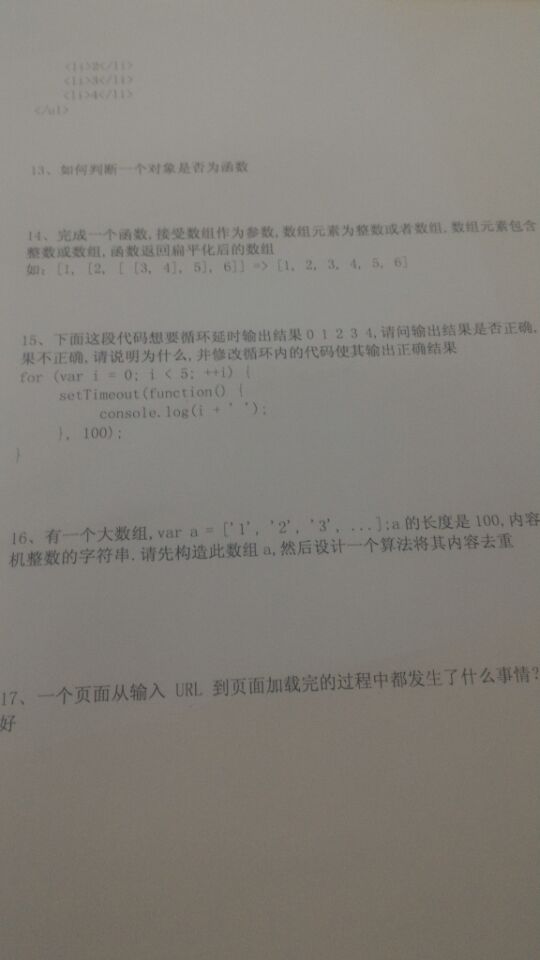 <li>2</li>
<li>3</li>
<li>4</li>
</ul>
13、如何判断一个对象是否为函数
14、完成一个函数,接受数组作为参数,数组元素为整数或者数组,数组元素包含
整数或数组,函数返回扁平化后的数组
如：[1, [2, [ [3, 4], 5], 6]] => [1, 2, 3, 4, 5, 6]
15、下面这段代码想要循环延时输出结果 0 1 2 3 4,请问输出结果是否正确,
果不正确,请说明为什么,并修改循环内的代码使其输出正确结果
for (var i = 0; i < 5; ++i) {
setTimeout(function() {
console.log(i + ' ');
}, 100);
}
16、有一个大数组,var a = ['1', '2', '3', ...];a 的长度是 100,内容
机整数的字符串.请先构造此数组 a,然后设计一个算法将其内容去重
17、一个页面从输入 URL 到页面加载完的过程中都发生了什么事情?
好